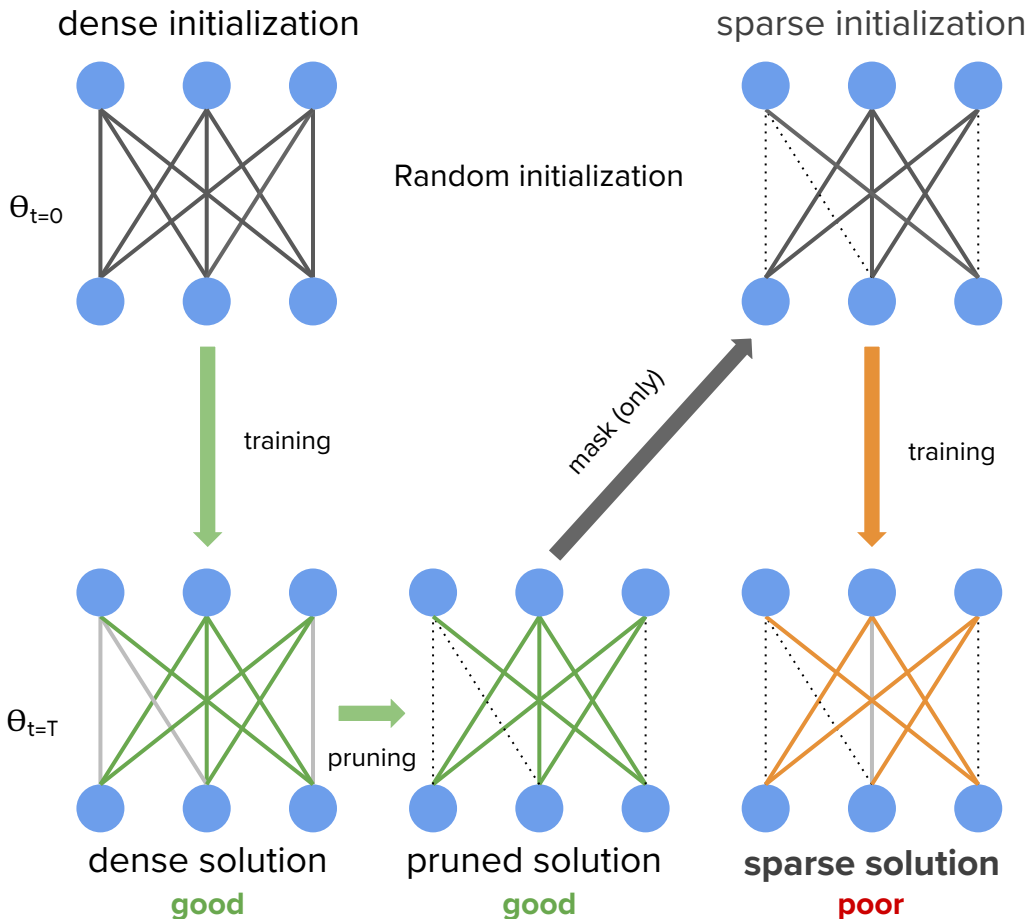 dense initialization
sparse initialization
Random initialization
θt=0
training
mask (only)
training
θt=T
pruning
dense solution
pruned solution
sparse solution
good
good
poor